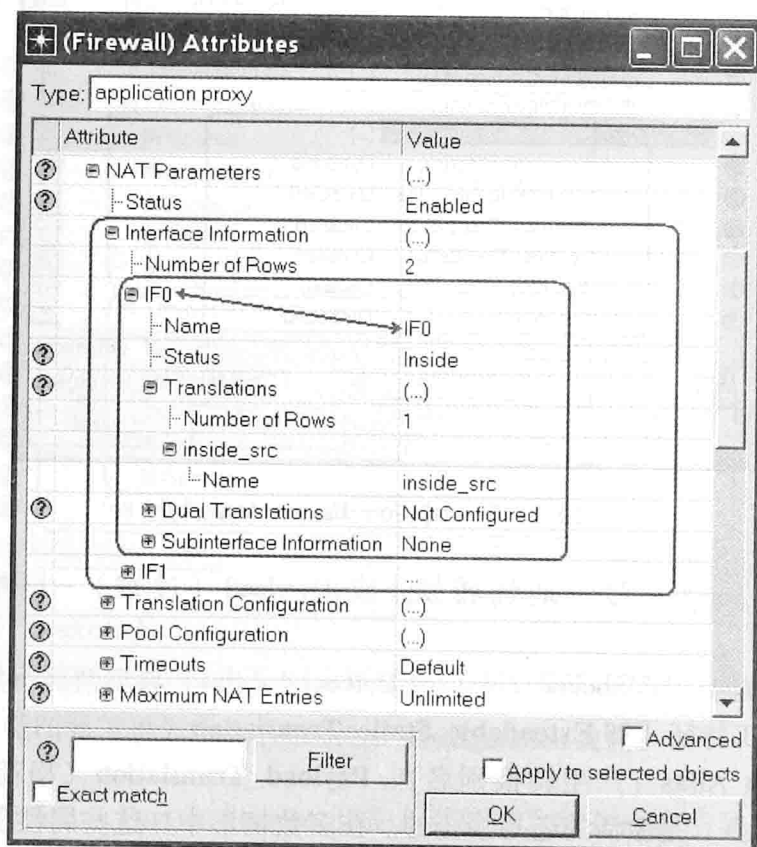 (Firewall) Attributes
Type: application proxy
Attribute Value
NAT Parameters (...)
Status Enabled
Interface Information (...)
Number of Rows 2
IF0
Name IF0
Status Inside
Translations (...)
Number of Rows 1
inside_src
Name inside_src
Dual Translations Not Configured
Subinterface Information None
IF1 ...
Translation Configuration (...)
Pool Configuration (...)
Timeouts Default
Maximum NAT Entries Unlimited
Advanced
Filter
Apply to selected objects
Exact match
OK Cancel